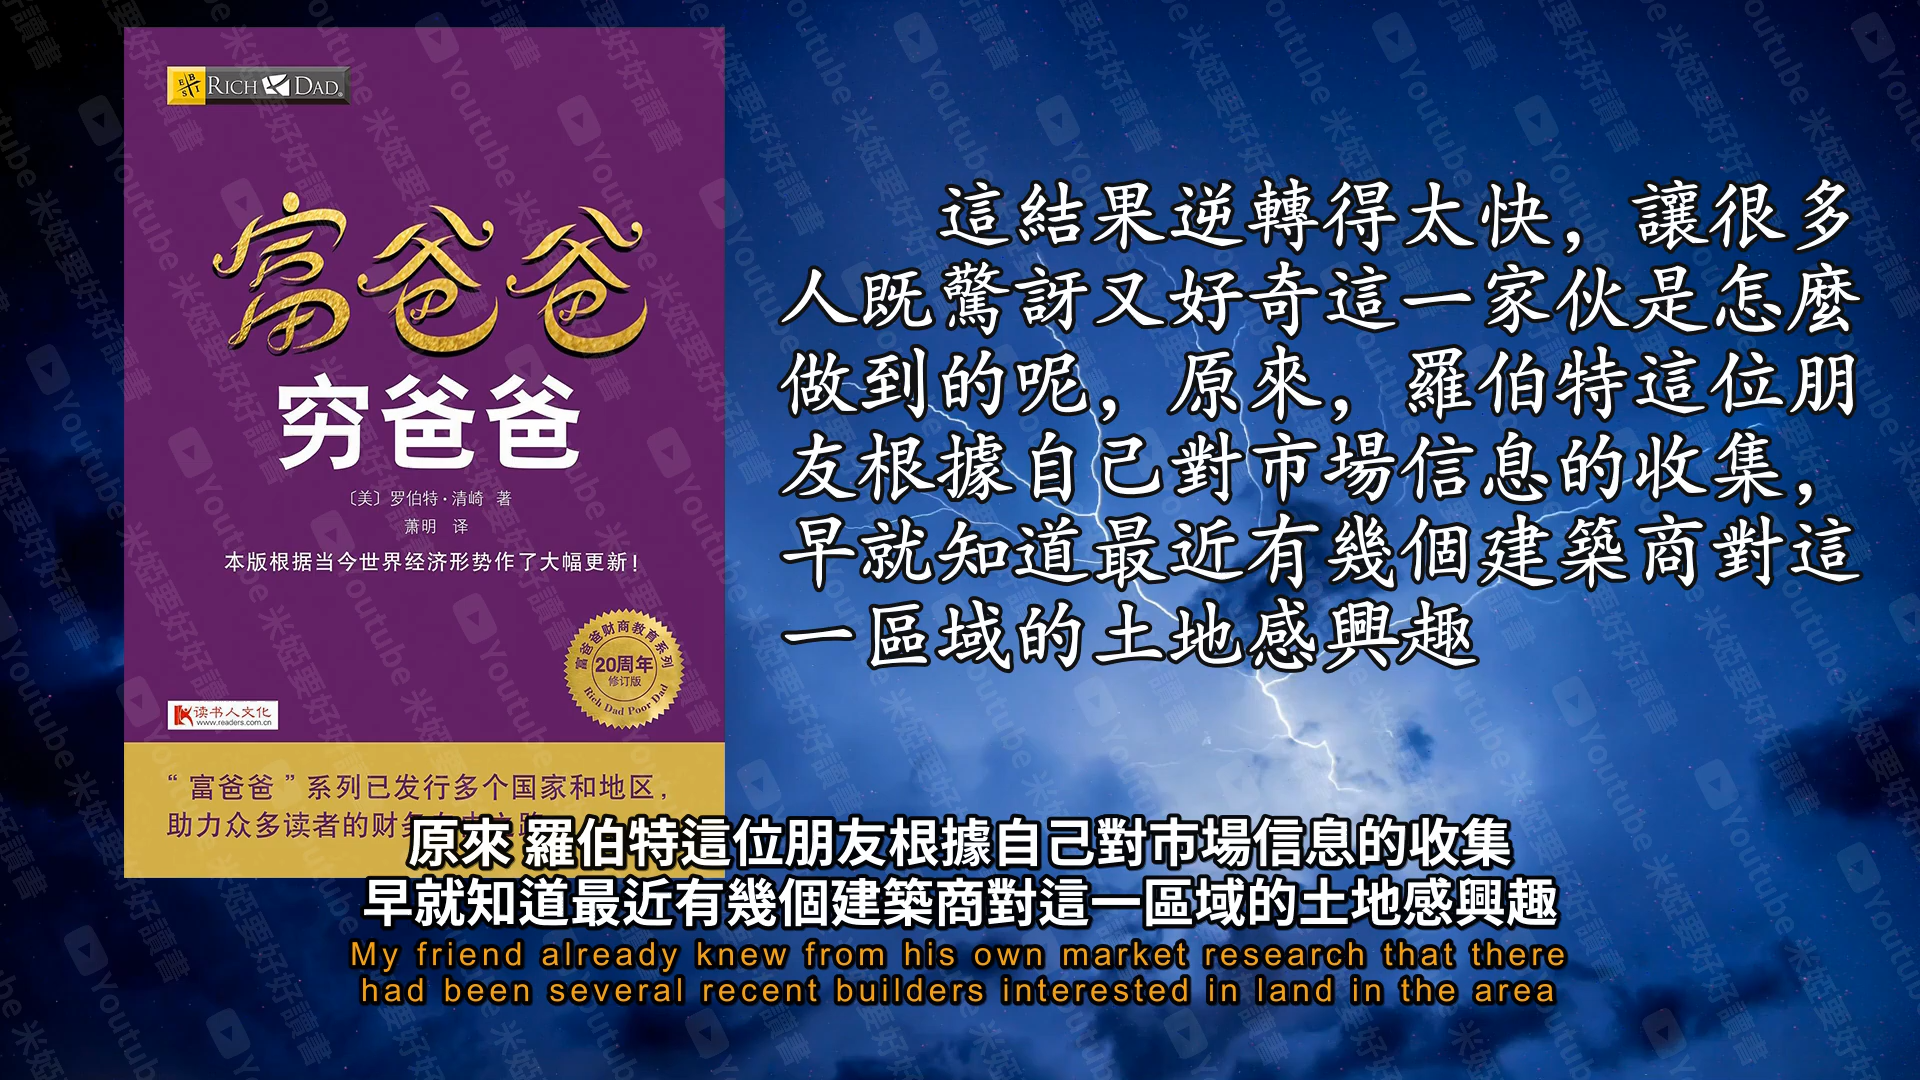 EBIS RICH DAD
富爸爸
穷爸爸
〔美〕罗伯特·清崎 著
萧明 译
本版根据当今世界经济形势作了大幅更新!
富爸爸财商教育系列
20周年
修订版
Rich Dad Poor Dad
读书人文化
www.readers.com.cn
“富爸爸”系列已发行多个国家和地区,
助力众多读者的财
這結果逆轉得太快,讓很多
人既驚訝又好奇這一家伙是怎麼
做到的呢,原來,羅伯特這位朋
友根據自己對市場信息的收集,
早就知道最近有幾個建築商對這
一區域的土地感興趣
原來 羅伯特這位朋友根據自己對市場信息的收集
早就知道最近有幾個建築商對這一區域的土地感興趣
My friend already knew from his own market research that there
had been several recent builders interested in land in the area
Youtube 米婭要好好讀書